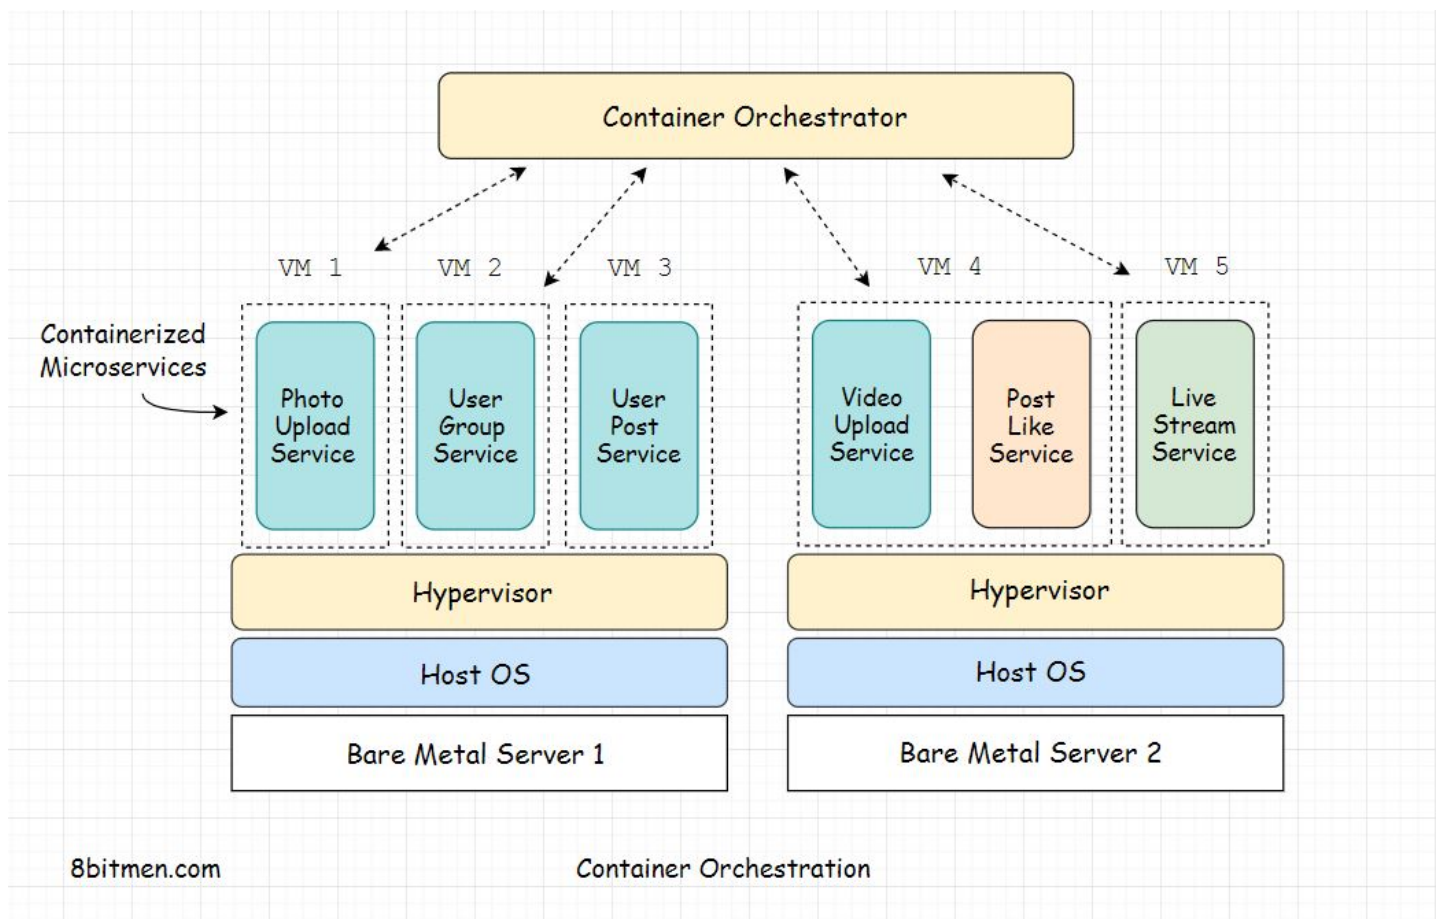 Container Orchestrator
VM 1
VM 2
VM 3
VM 4
VM 5
Containerized
Microservices
Photo
Upload
Service
User
Group
Service
User
Post
Service
Video
Upload
Service
Post
Like
Service
Live
Stream
Service
Hypervisor
Hypervisor
Host OS
Host OS
Bare Metal Server 1
Bare Metal Server 2
8bitmen.com
Container Orchestration